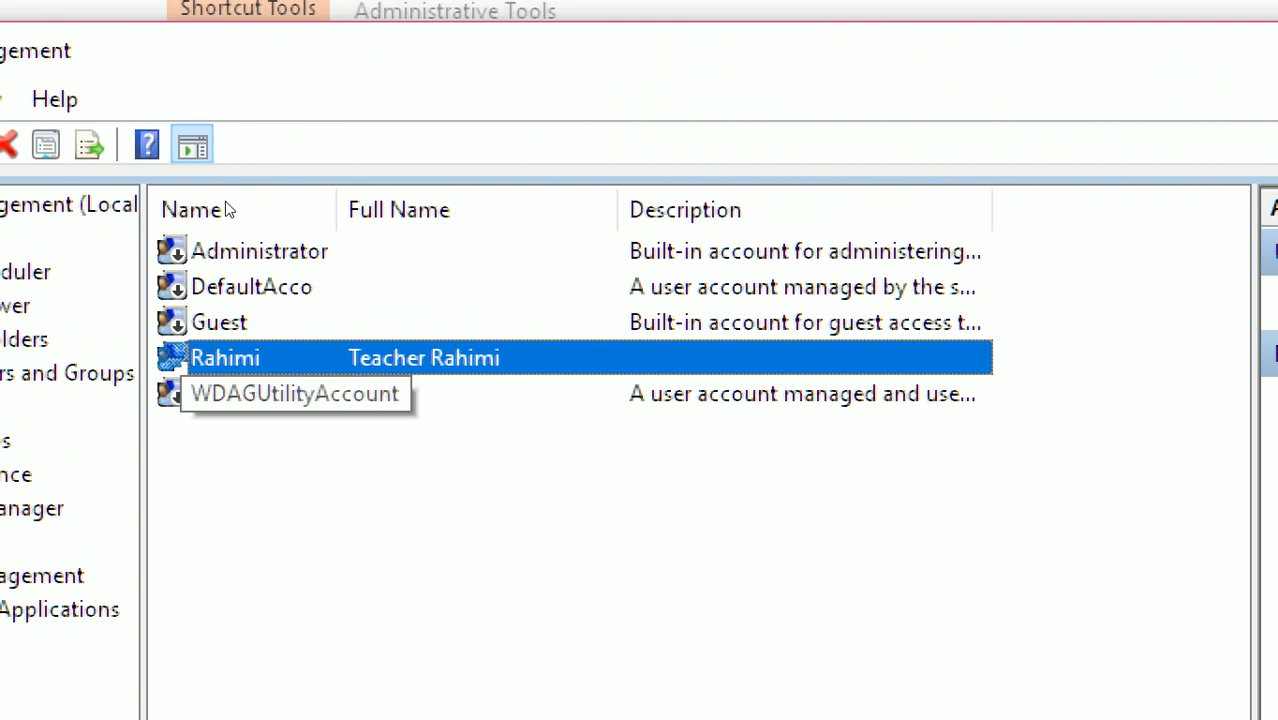 Shortcut Tools Administrative Tools
gement
Help
gement (Local
Name Full Name Description
Administrator Built-in account for administering...
duler
DefaultAcco A user account managed by the s...
wer
Guest Built-in account for guest access t...
lders
Rahimi Teacher Rahimi
rs and Groups
WDAGUtilityAccount A user account managed and use...
s
nce
anager
agement
Applications